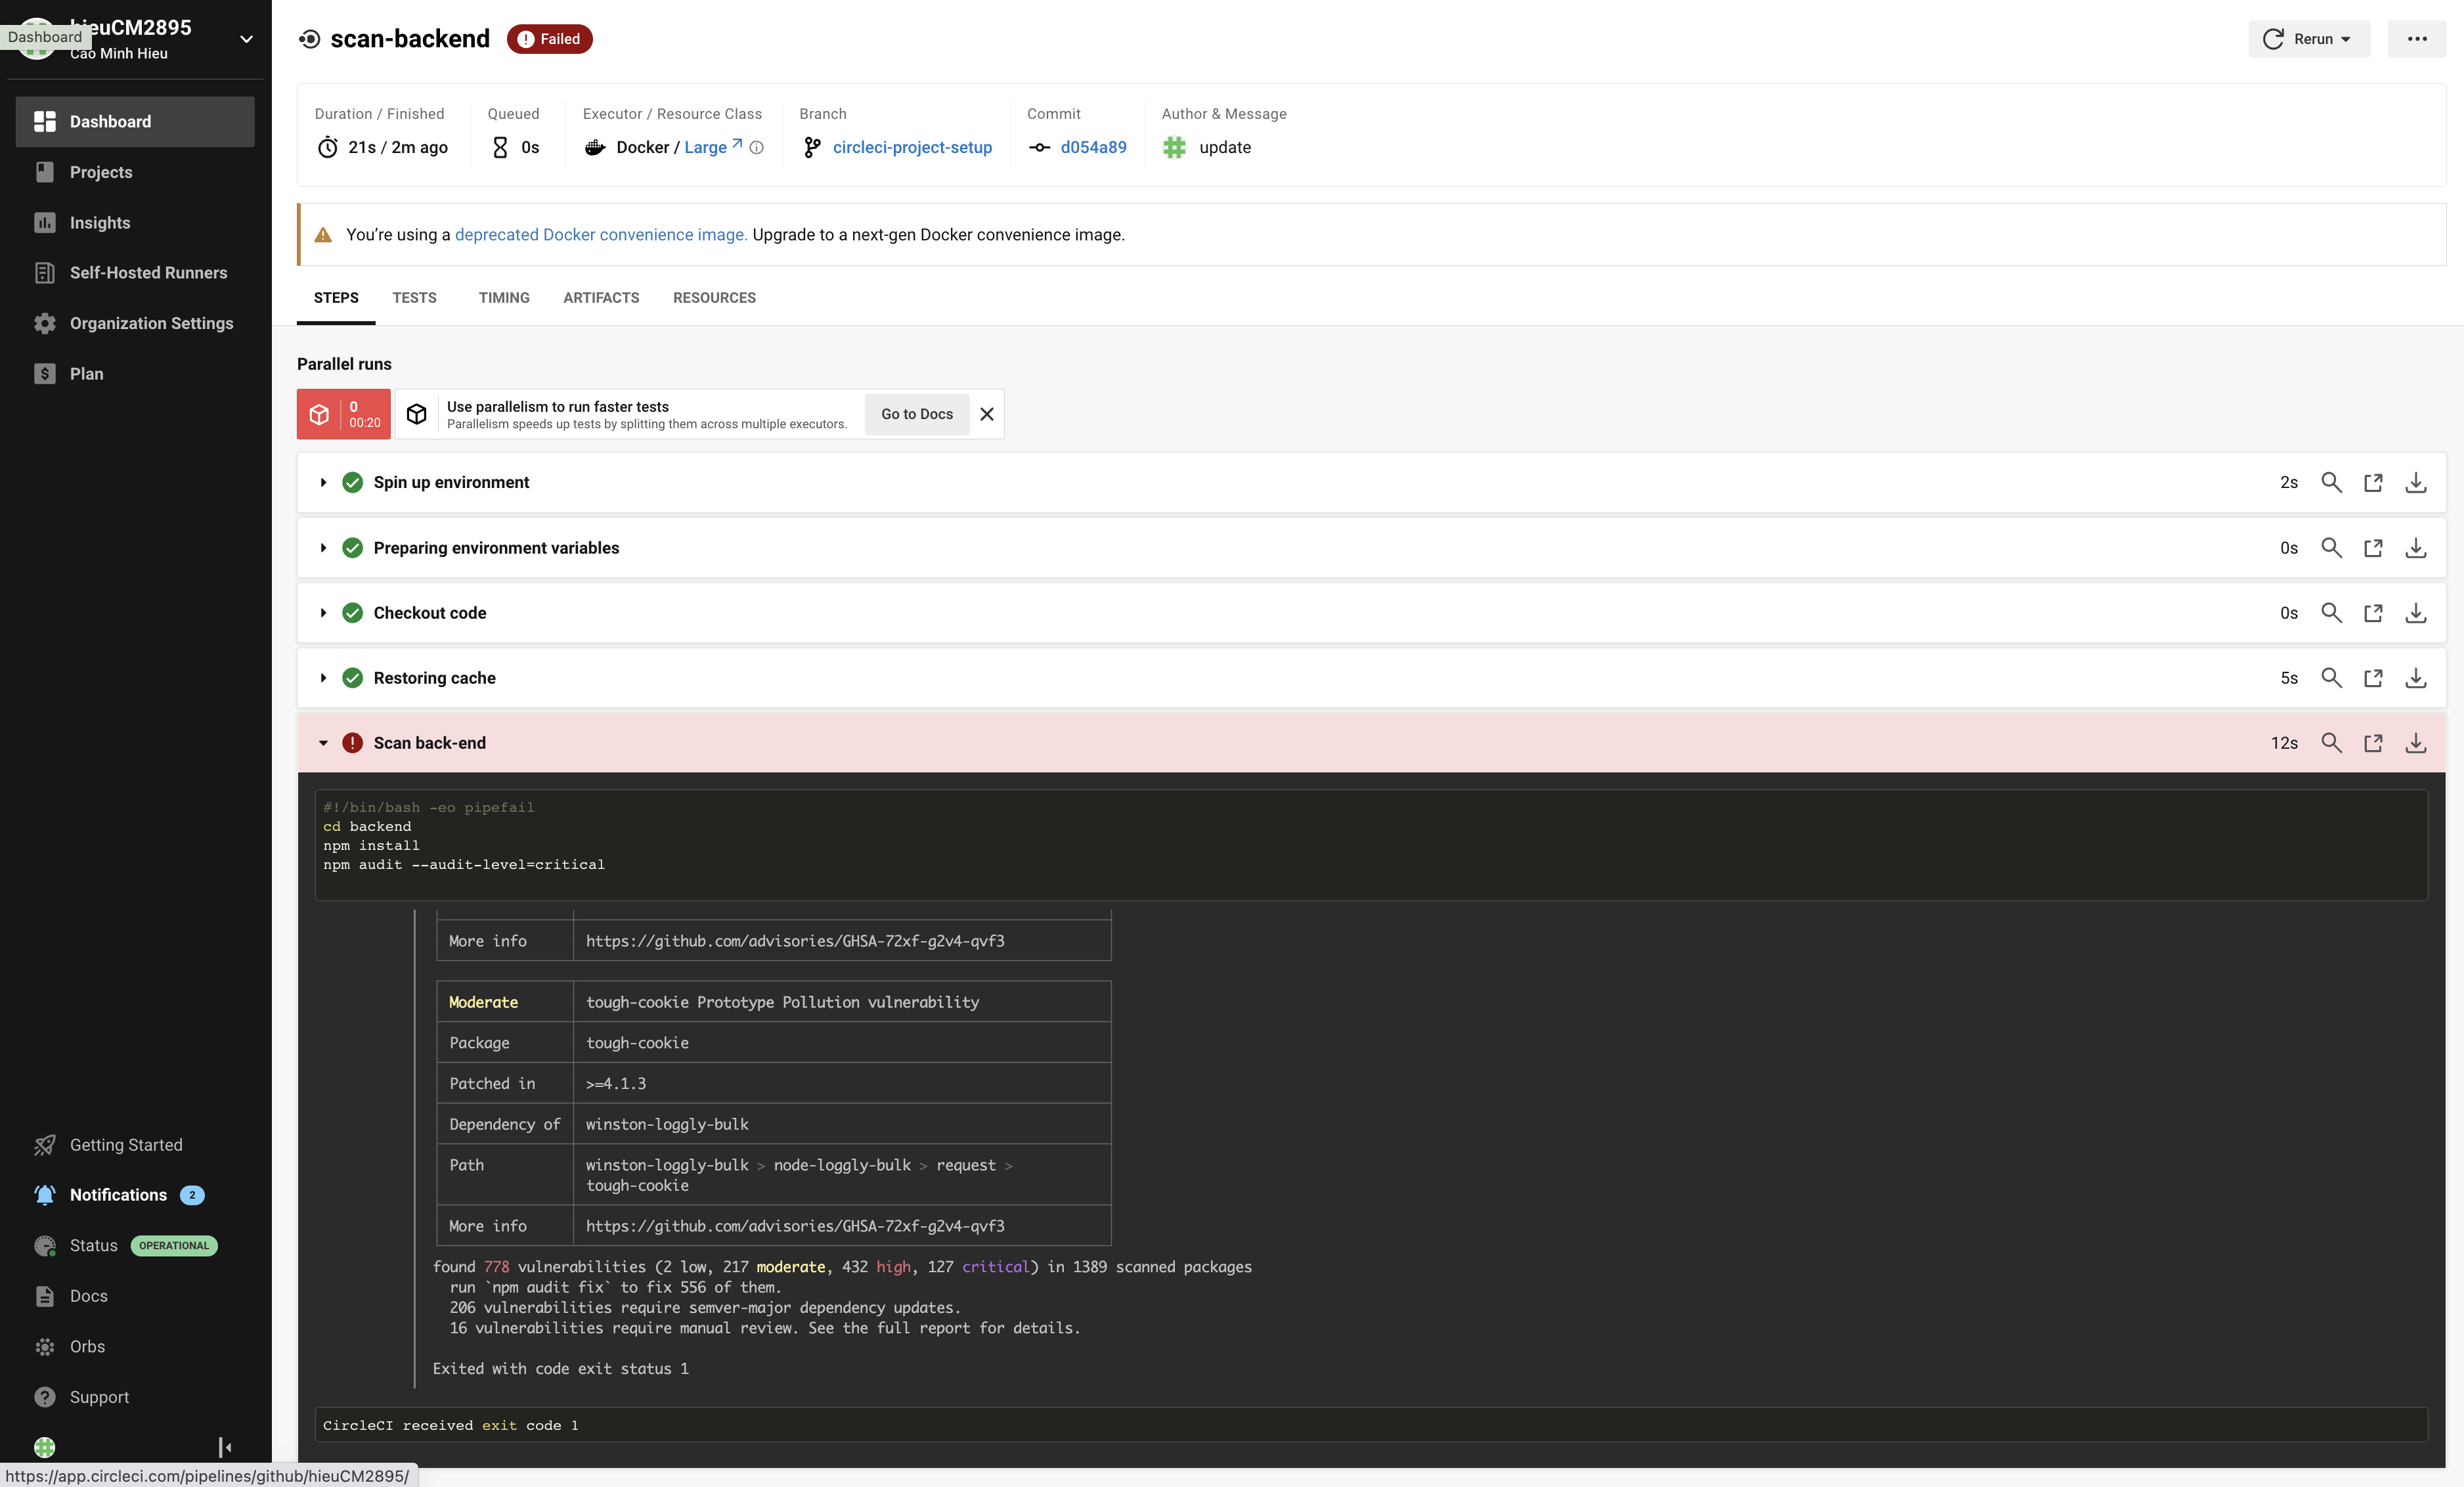 hieuCM2895
Dashboard
Cao Minh Hieu
Dashboard
Projects
Insights
Self-Hosted Runners
Organization Settings
Plan
Getting Started
Notifications 2
Status OPERATIONAL
Docs
Orbs
Support
https://app.circleci.com/pipelines/github/hieuCM2895/
scan-backend Failed
Rerun
Duration / Finished
21s / 2m ago
Queued
0s
Executor / Resource Class
Docker / Large
Branch
circleci-project-setup
Commit
d054a89
Author & Message
update
You’re using a deprecated Docker convenience image. Upgrade to a next-gen Docker convenience image.
STEPS TESTS TIMING ARTIFACTS RESOURCES
Parallel runs
0
00:20
Use parallelism to run faster tests
Parallelism speeds up tests by splitting them across multiple executors.
Go to Docs
Spin up environment 2s
Preparing environment variables 0s
Checkout code 0s
Restoring cache 5s
Scan back-end 12s
#!/bin/bash -eo pipefail
cd backend
npm install
npm audit --audit-level=critical
More info https://github.com/advisories/GHSA-72xf-g2v4-qvf3
Moderate tough-cookie Prototype Pollution vulnerability
Package tough-cookie
Patched in >=4.1.3
Dependency of winston-loggly-bulk
Path winston-loggly-bulk > node-loggly-bulk > request >
tough-cookie
More info https://github.com/advisories/GHSA-72xf-g2v4-qvf3
found 778 vulnerabilities (2 low, 217 moderate, 432 high, 127 critical) in 1389 scanned packages
run `npm audit fix` to fix 556 of them.
206 vulnerabilities require semver-major dependency updates.
16 vulnerabilities require manual review. See the full report for details.
Exited with code exit status 1
CircleCI received exit code 1